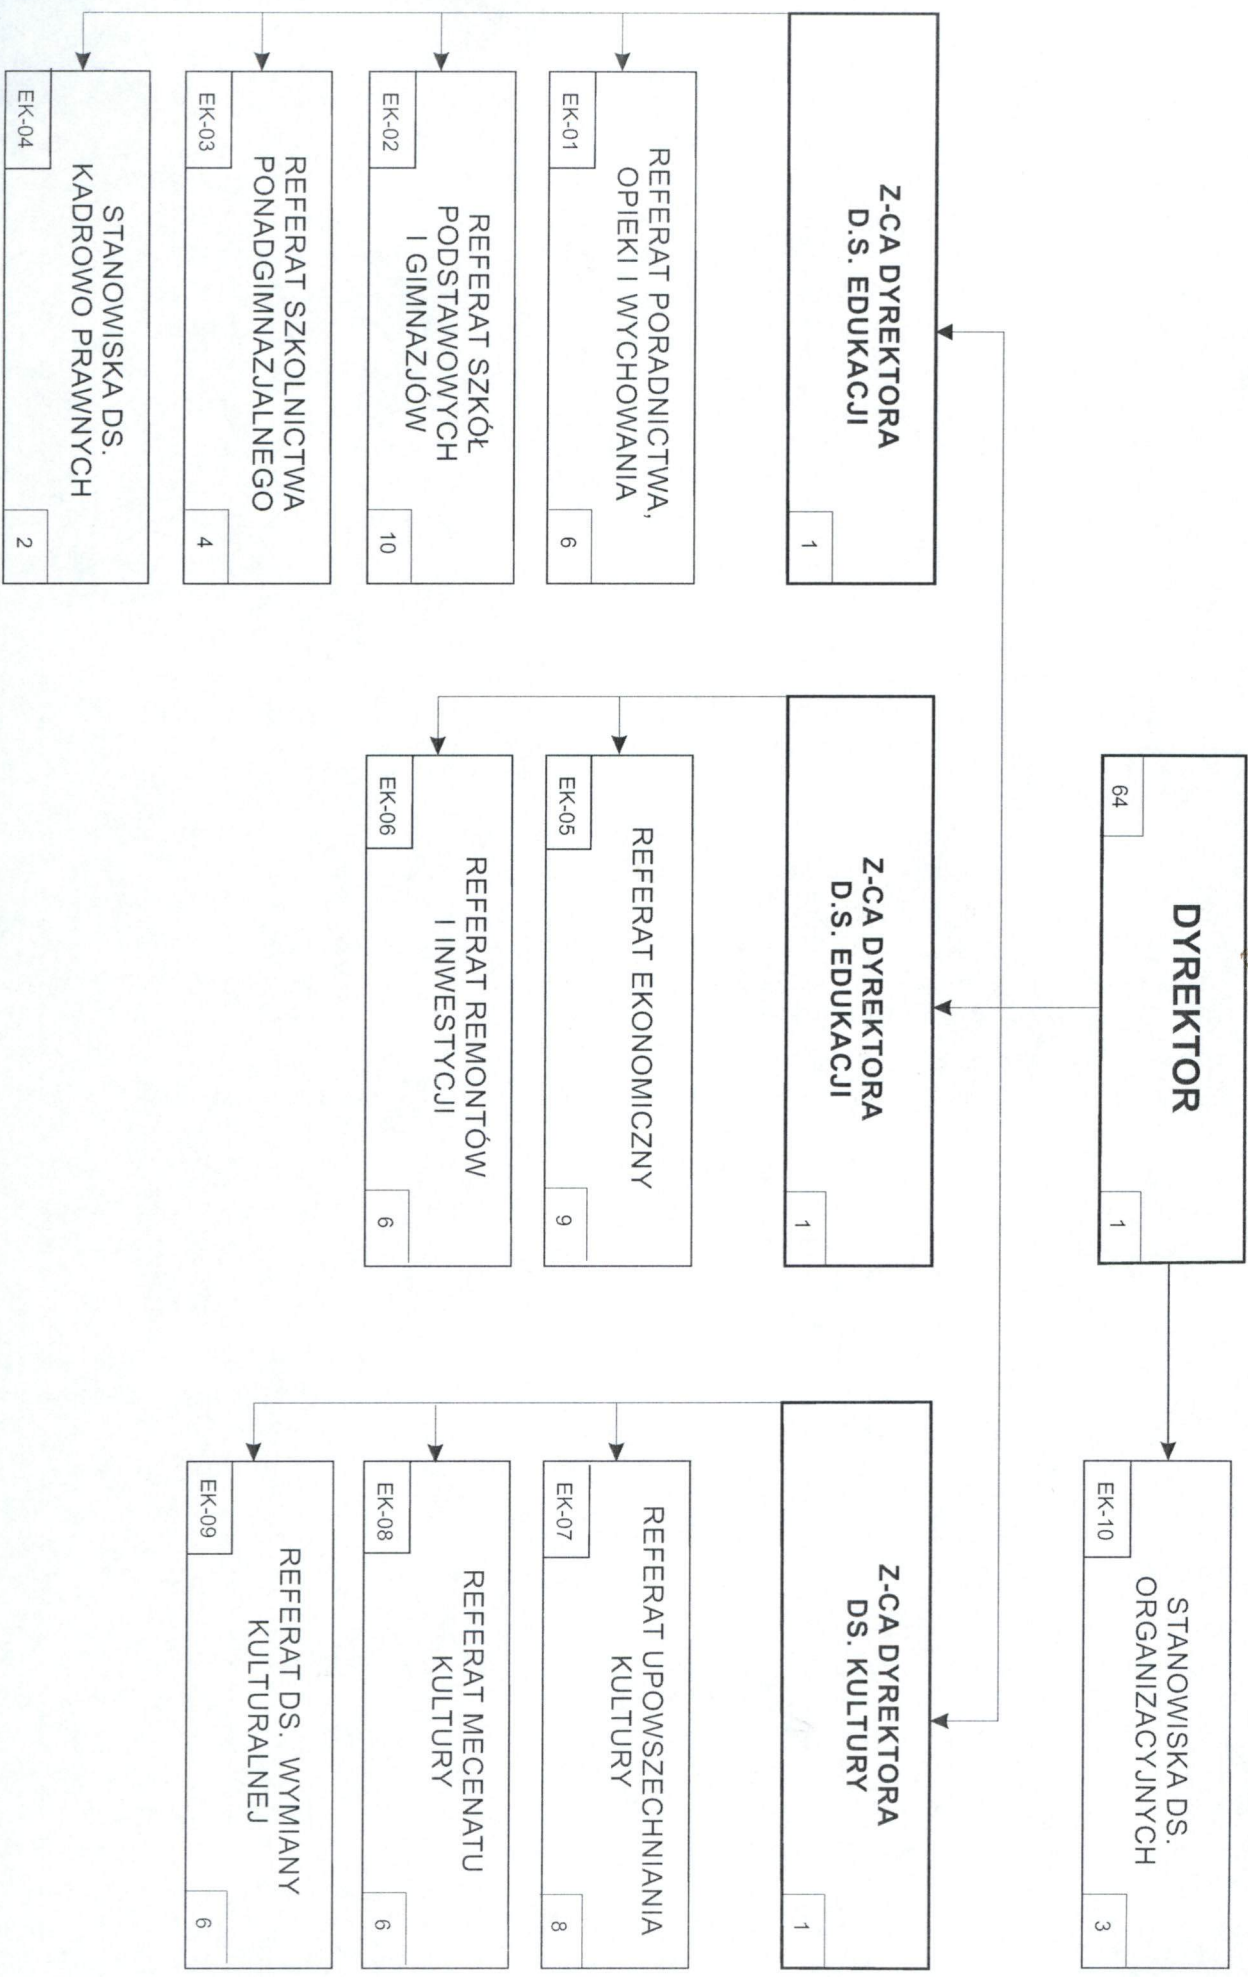 DYREKTOR
64
1
STANOWISKA DS.
ORGANIZACYJNYCH
EK-10
3
Z-CA DYREKTORA
D.S. EDUKACJI
1
REFERAT PORADNICTWA,
OPIEKI I WYCHOWANIA
EK-01
6
REFERAT SZKÓŁ
PODSTAWOWYCH
I GIMNAZJÓW
EK-02
10
REFERAT SZKOLNICTWA
PONADGIMNAZJALNEGO
EK-03
4
STANOWISKA DS.
KADROWO PRAWNYCH
EK-04
2
Z-CA DYREKTORA
D.S. EDUKACJI
1
REFERAT EKONOMICZNY
EK-05
9
REFERAT REMONTÓW
I INWESTYCJI
EK-06
6
Z-CA DYREKTORA
DS. KULTURY
1
REFERAT UPOWSZECHNIANIA
KULTURY
EK-07
8
REFERAT MECENATU
KULTURY
EK-08
6
REFERAT DS. WYMIANY
KULTURALNEJ
EK-09
6